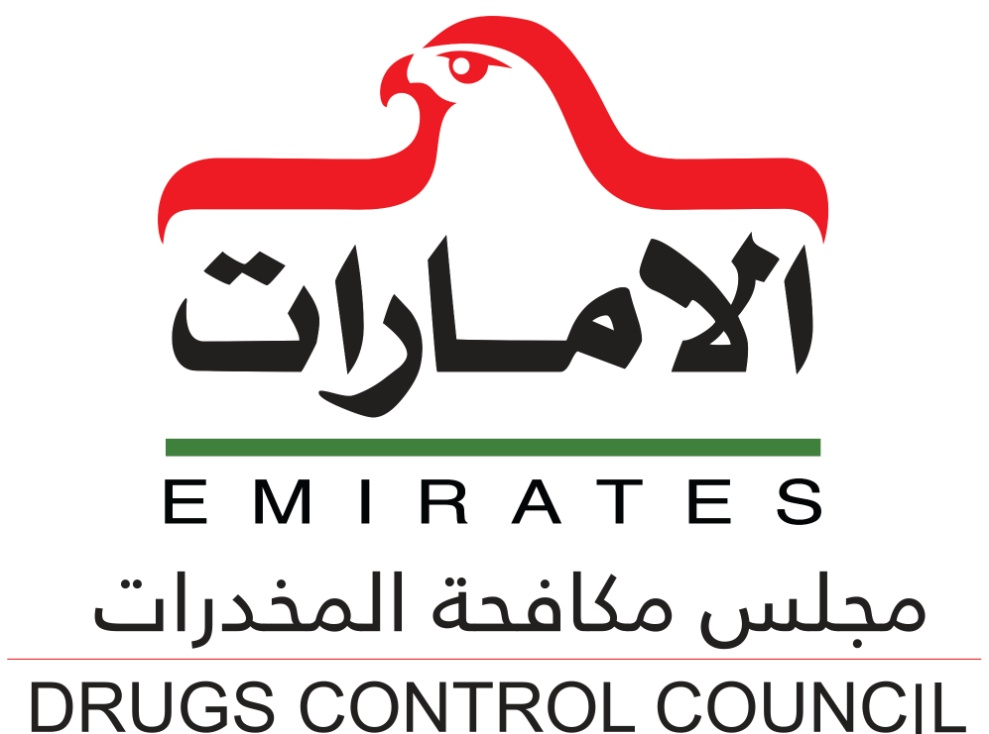 الامارات
EMIRATES
مجلس مكافحة المخدرات
DRUGS CONTROL COUNCIL